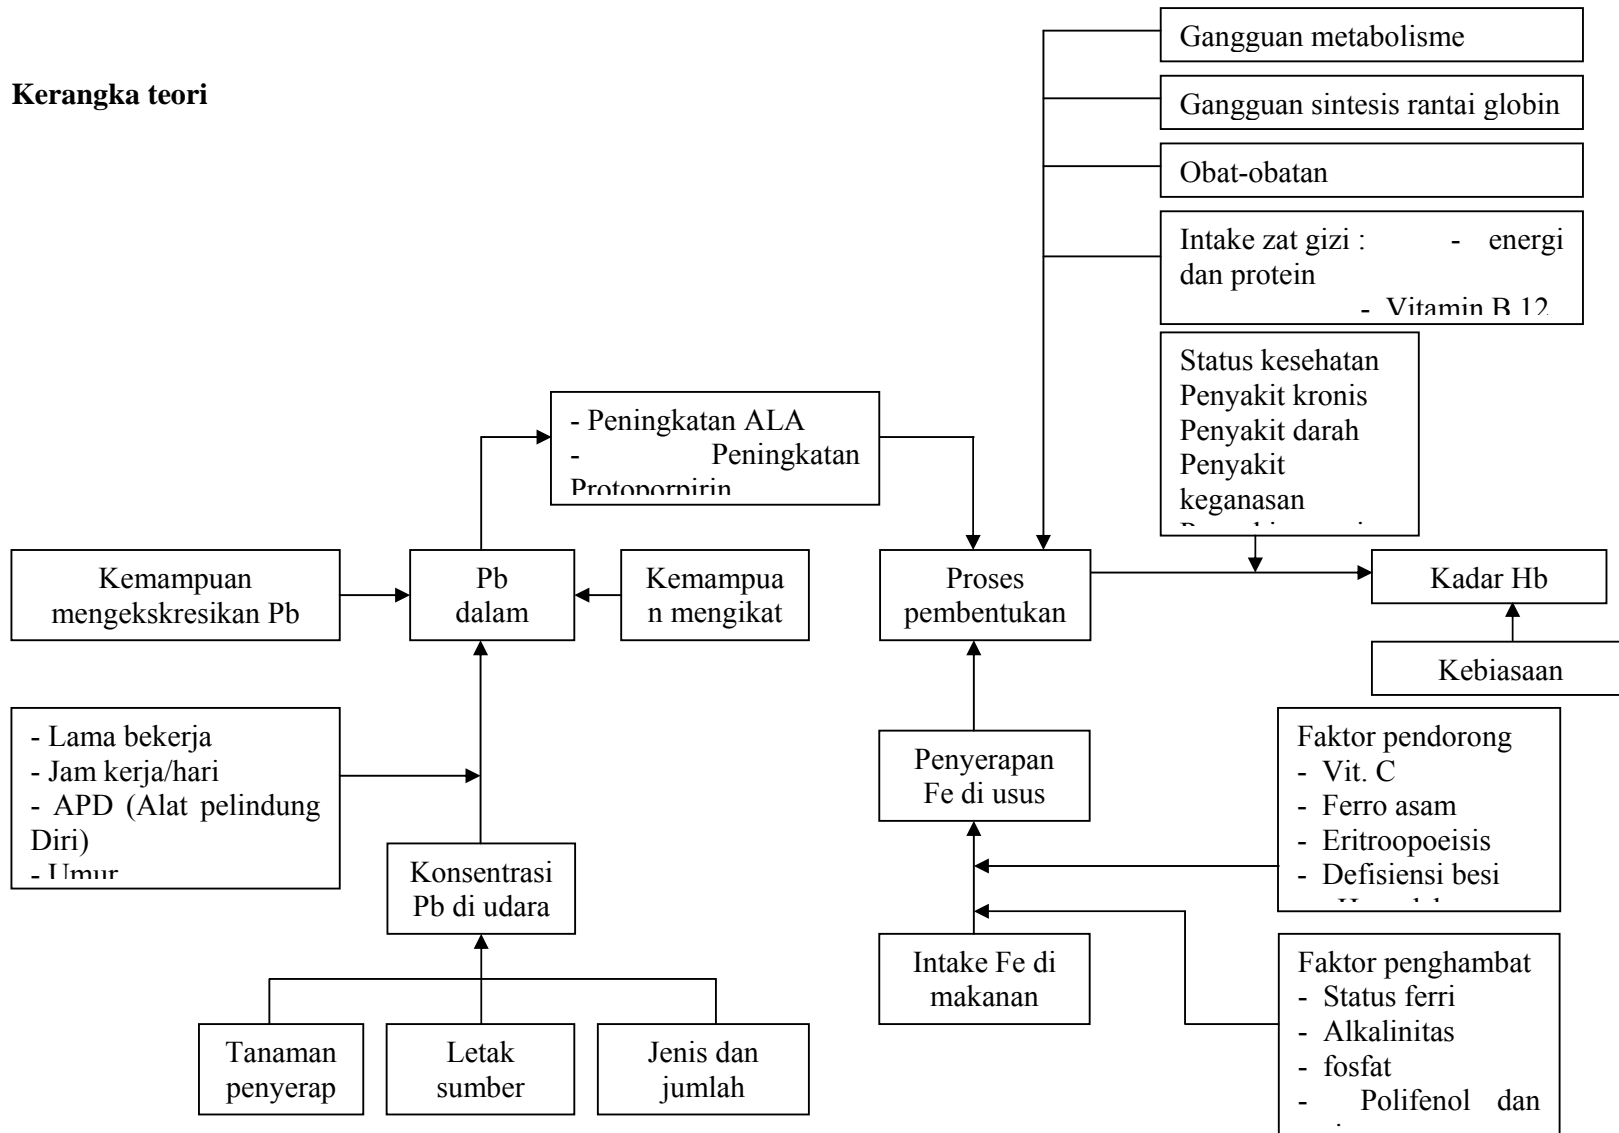 Kerangka teori
Gangguan metabolisme
Gangguan sintesis rantai globin
Obat-obatan
Intake zat gizi : - energi
dan protein
- Vitamin B 12
Status kesehatan
Penyakit kronis
Penyakit darah
Penyakit
keganasan
- Peningkatan ALA
- Peningkatan
Protoporpirin
Kemampuan
mengekskresikan Pb
Pb
dalam
Kemampua
n mengikat
Proses
pembentukan
Kadar Hb
Kebiasaan
- Lama bekerja
- Jam kerja/hari
- APD (Alat pelindung
Diri)
- Umur
Konsentrasi
Pb di udara
Penyerapan
Fe di usus
Faktor pendorong
- Vit. C
- Ferro asam
- Eritroopoeisis
- Defisiensi besi
Intake Fe di
makanan
Faktor penghambat
- Status ferri
- Alkalinitas
- fosfat
- Polifenol dan
Tanaman
penyerap
Letak
sumber
Jenis dan
jumlah